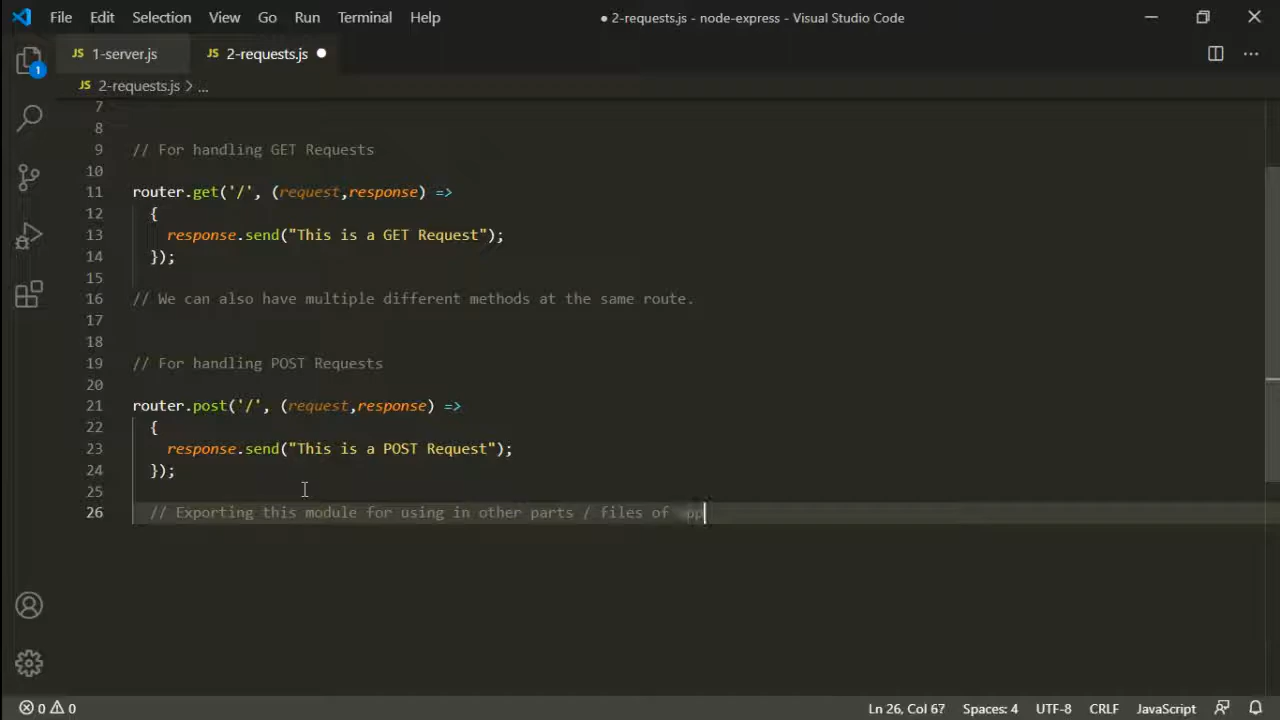 File Edit Selection View Go Run Terminal Help ● 2-requests.js - node-express - Visual Studio Code
JS 1-server.js JS 2-requests.js ●
JS 2-requests.js > ...
1
7
8
9 // For handling GET Requests
10
11 router.get('/', (request,response) =>
12 {
13 response.send("This is a GET Request");
14 });
15
16 // We can also have multiple different methods at the same route.
17
18
19 // For handling POST Requests
20
21 router.post('/', (request,response) =>
22 {
23 response.send("This is a POST Request");
24 });
25
26 // Exporting this module for using in other parts / files of
0 0 Ln 26, Col 67 Spaces: 4 UTF-8 CRLF JavaScript